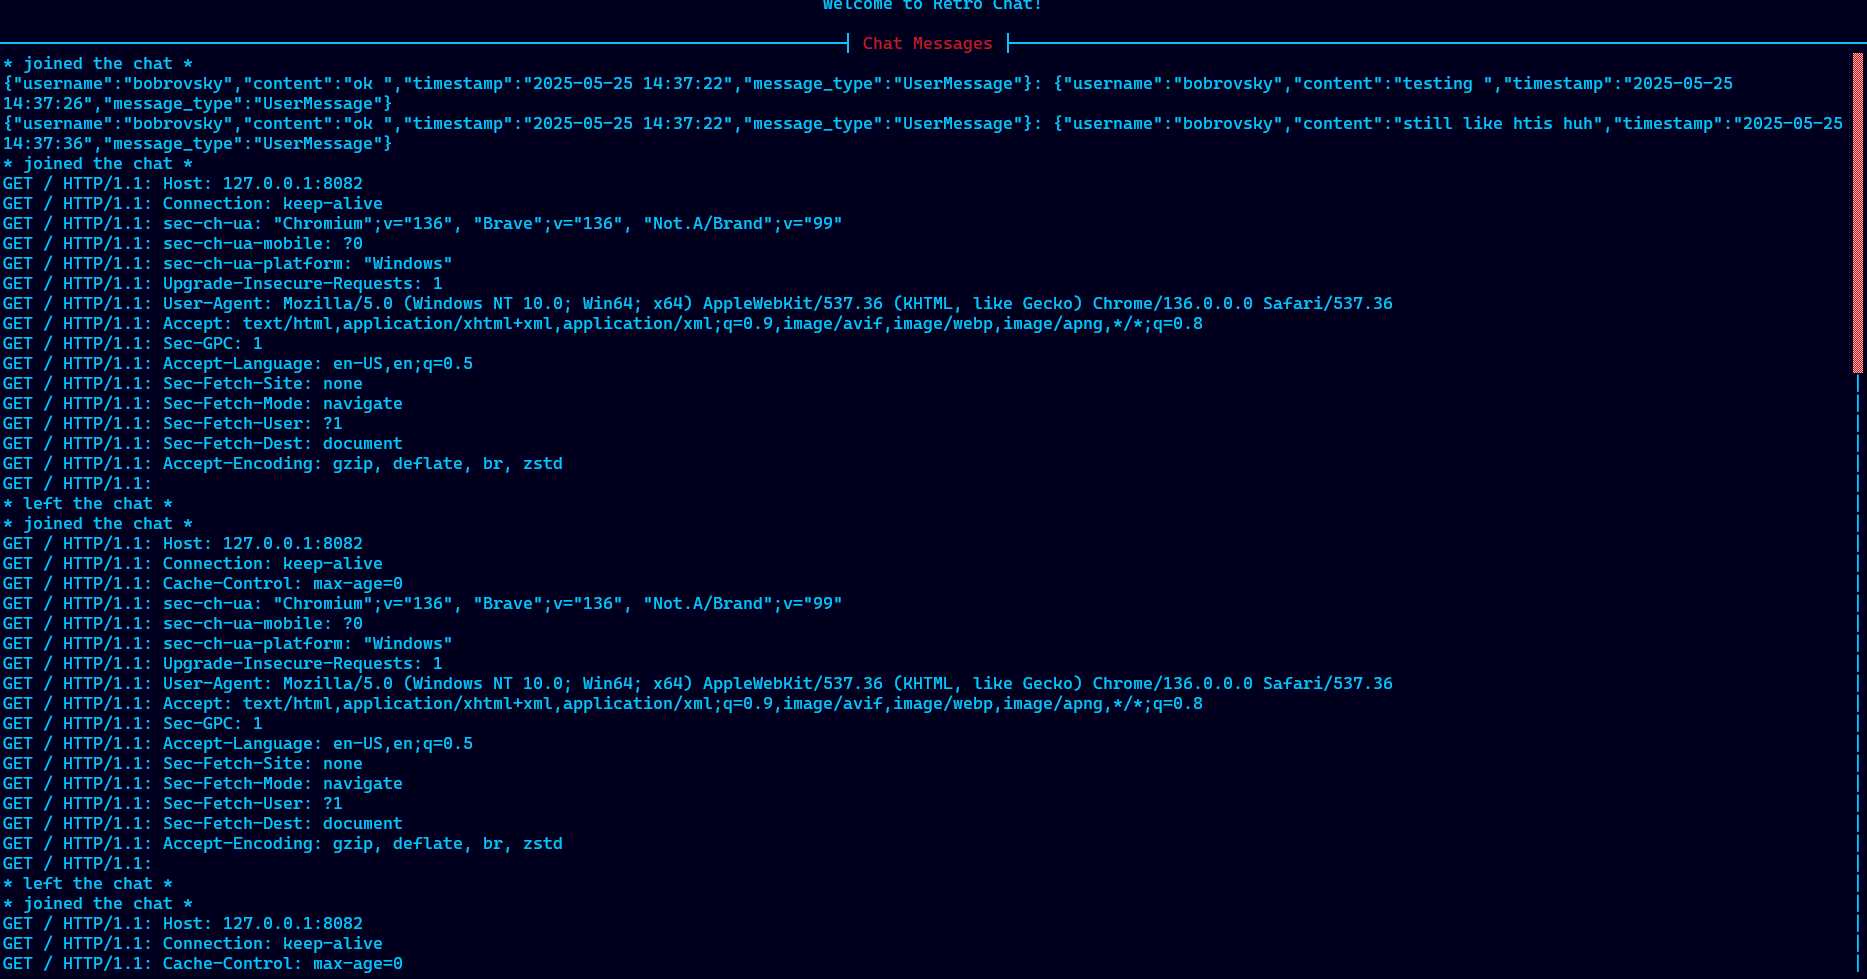 Welcome to Retro Chat!
Chat Messages
* joined the chat *
{"username":"bobrovsky","content":"ok ","timestamp":"2025-05-25 14:37:22","message_type":"UserMessage"}: {"username":"bobrovsky","content":"testing ","timestamp":"2025-05-25
14:37:26","message_type":"UserMessage"}
{"username":"bobrovsky","content":"ok ","timestamp":"2025-05-25 14:37:22","message_type":"UserMessage"}: {"username":"bobrovsky","content":"still like htis huh","timestamp":"2025-05-25
14:37:36","message_type":"UserMessage"}
* joined the chat *
GET / HTTP/1.1: Host: 127.0.0.1:8082
GET / HTTP/1.1: Connection: keep-alive
GET / HTTP/1.1: sec-ch-ua: "Chromium";v="136", "Brave";v="136", "Not.A/Brand";v="99"
GET / HTTP/1.1: sec-ch-ua-mobile: ?0
GET / HTTP/1.1: sec-ch-ua-platform: "Windows"
GET / HTTP/1.1: Upgrade-Insecure-Requests: 1
GET / HTTP/1.1: User-Agent: Mozilla/5.0 (Windows NT 10.0; Win64; x64) AppleWebKit/537.36 (KHTML, like Gecko) Chrome/136.0.0.0 Safari/537.36
GET / HTTP/1.1: Accept: text/html,application/xhtml+xml,application/xml;q=0.9,image/avif,image/webp,image/apng,*/*;q=0.8
GET / HTTP/1.1: Sec-GPC: 1
GET / HTTP/1.1: Accept-Language: en-US,en;q=0.5
GET / HTTP/1.1: Sec-Fetch-Site: none
GET / HTTP/1.1: Sec-Fetch-Mode: navigate
GET / HTTP/1.1: Sec-Fetch-User: ?1
GET / HTTP/1.1: Sec-Fetch-Dest: document
GET / HTTP/1.1: Accept-Encoding: gzip, deflate, br, zstd
GET / HTTP/1.1:
* left the chat *
* joined the chat *
GET / HTTP/1.1: Host: 127.0.0.1:8082
GET / HTTP/1.1: Connection: keep-alive
GET / HTTP/1.1: Cache-Control: max-age=0
GET / HTTP/1.1: sec-ch-ua: "Chromium";v="136", "Brave";v="136", "Not.A/Brand";v="99"
GET / HTTP/1.1: sec-ch-ua-mobile: ?0
GET / HTTP/1.1: sec-ch-ua-platform: "Windows"
GET / HTTP/1.1: Upgrade-Insecure-Requests: 1
GET / HTTP/1.1: User-Agent: Mozilla/5.0 (Windows NT 10.0; Win64; x64) AppleWebKit/537.36 (KHTML, like Gecko) Chrome/136.0.0.0 Safari/537.36
GET / HTTP/1.1: Accept: text/html,application/xhtml+xml,application/xml;q=0.9,image/avif,image/webp,image/apng,*/*;q=0.8
GET / HTTP/1.1: Sec-GPC: 1
GET / HTTP/1.1: Accept-Language: en-US,en;q=0.5
GET / HTTP/1.1: Sec-Fetch-Site: none
GET / HTTP/1.1: Sec-Fetch-Mode: navigate
GET / HTTP/1.1: Sec-Fetch-User: ?1
GET / HTTP/1.1: Sec-Fetch-Dest: document
GET / HTTP/1.1: Accept-Encoding: gzip, deflate, br, zstd
GET / HTTP/1.1:
* left the chat *
* joined the chat *
GET / HTTP/1.1: Host: 127.0.0.1:8082
GET / HTTP/1.1: Connection: keep-alive
GET / HTTP/1.1: Cache-Control: max-age=0